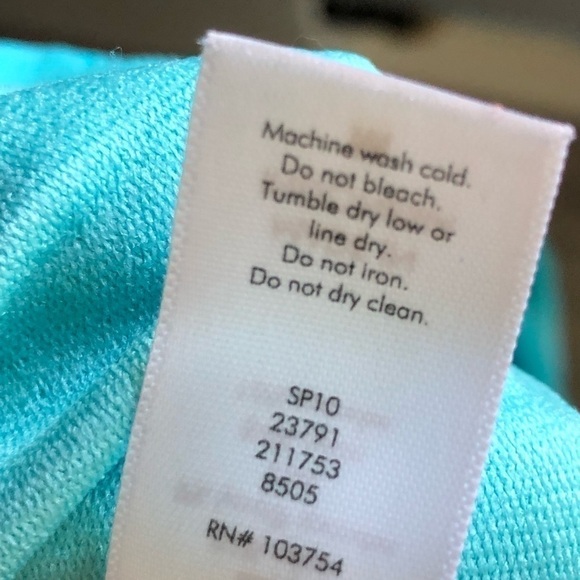 Machine wash cold.
Do not bleach.
Tumble dry low or
line dry.
Do not iron.
Do not dry clean.
SP10
23791
211753
8505
RN# 103754